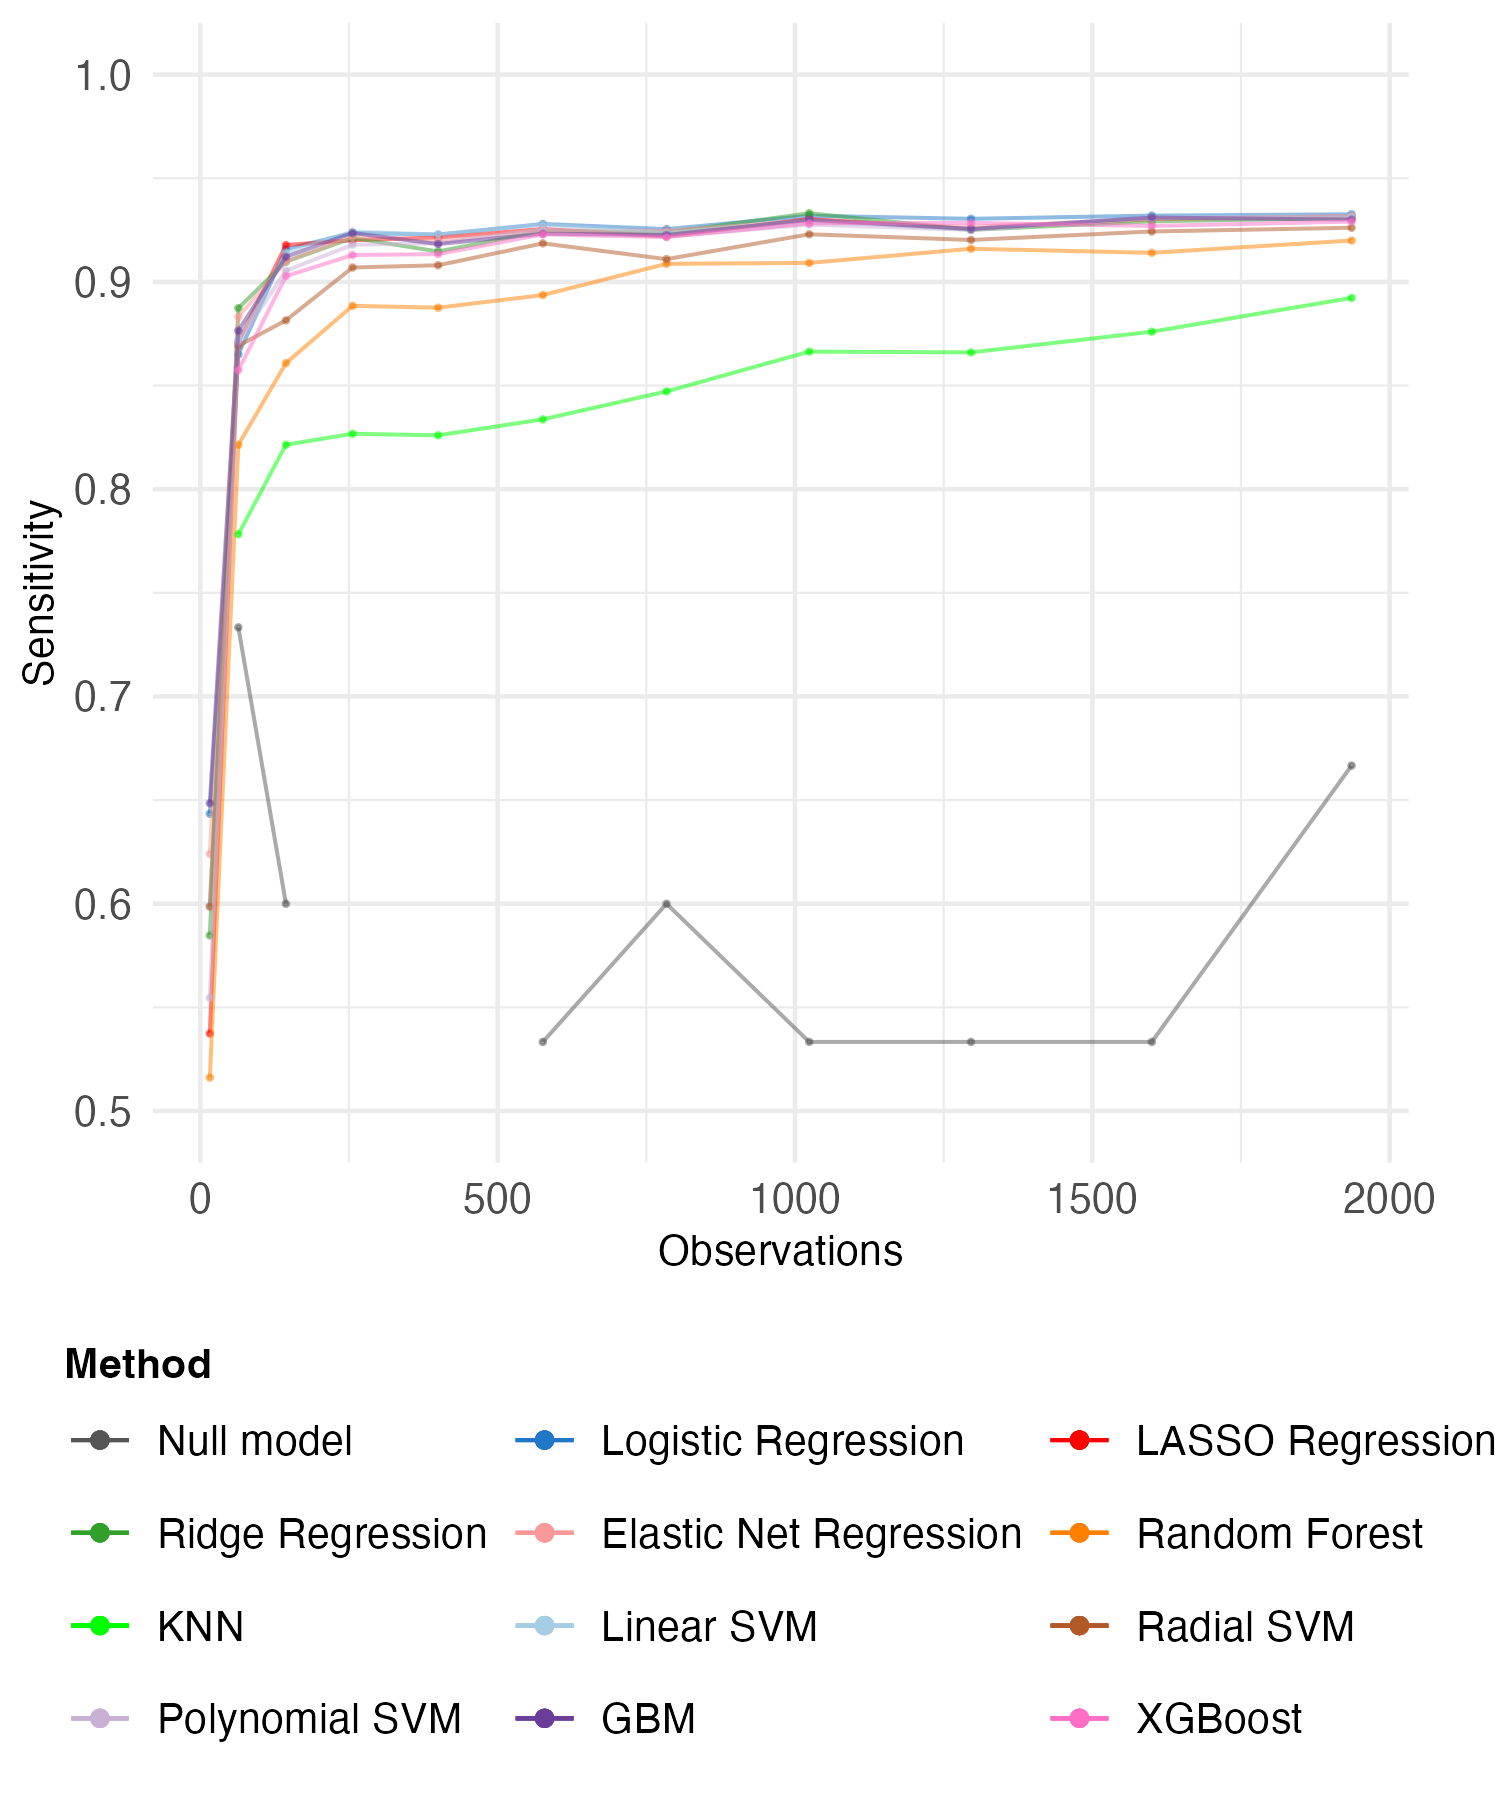 1.0
0.9
0.8
0.7
0.6
0.5
Sensitivity
0 500 1000 1500 2000
Observations
Method
Null model Logistic Regression LASSO Regression
Ridge Regression Elastic Net Regression Random Forest
KNN Linear SVM Radial SVM
Polynomial SVM GBM XGBoost